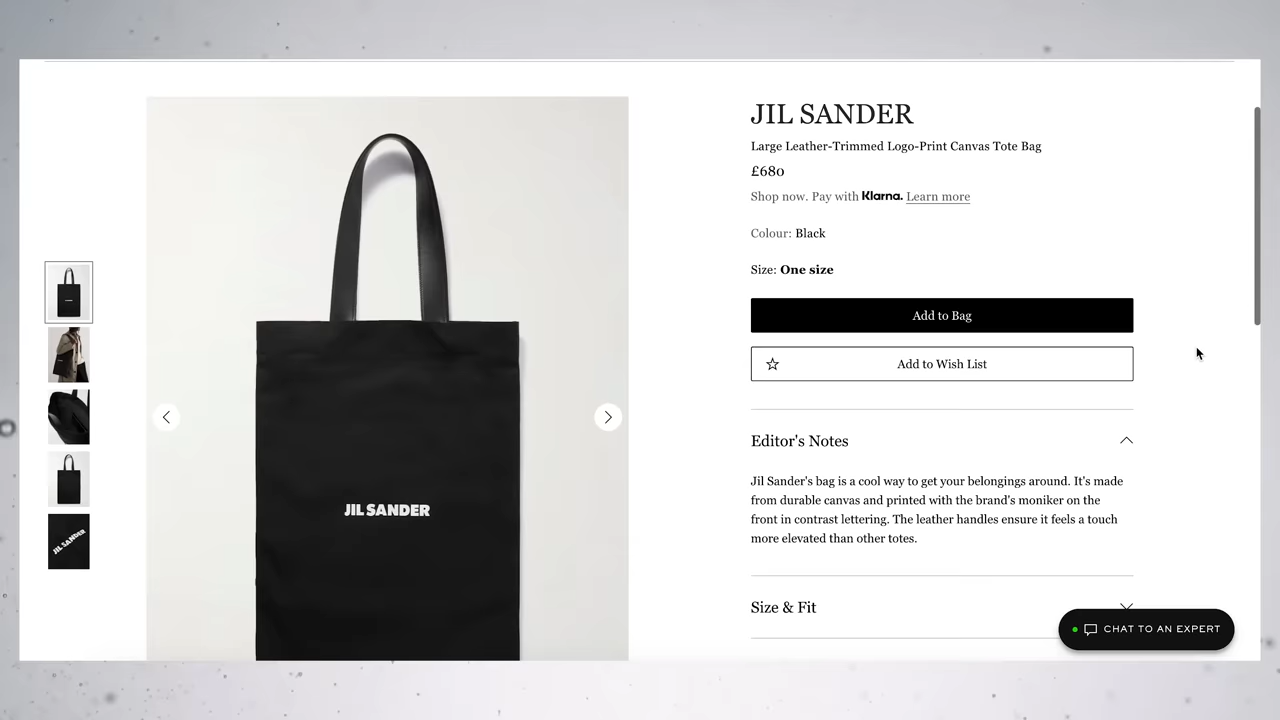 JIL SANDER
Large Leather-Trimmed Logo-Print Canvas Tote Bag
£680
Shop now. Pay with Klarna. Learn more
Colour: Black
Size: One size
Add to Bag
Add to Wish List
Editor's Notes
Jil Sander's bag is a cool way to get your belongings around. It's made
from durable canvas and printed with the brand's moniker on the
front in contrast lettering. The leather handles ensure it feels a touch
more elevated than other totes.
Size & Fit
CHAT TO AN EXPERT
JIL SANDER
JIL SANDER